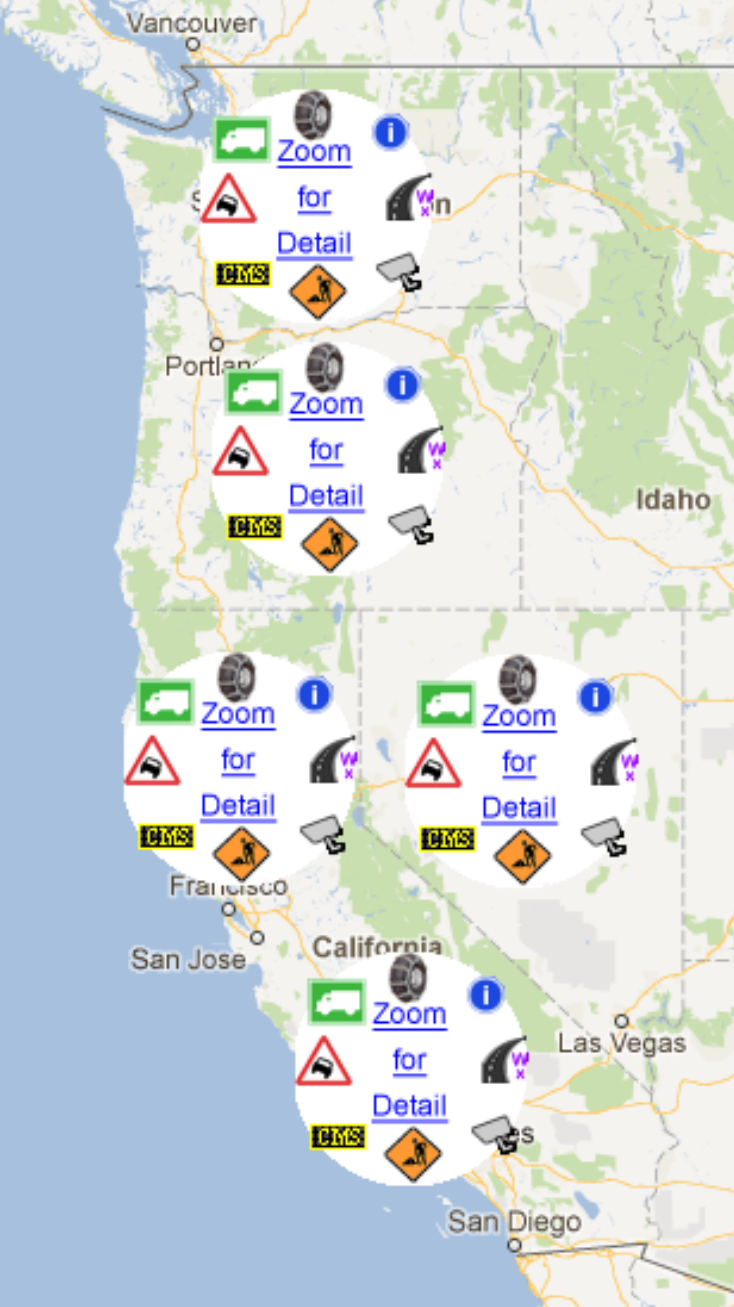 Vancouver
i
Zoom
for
Detail
W
x
CMS
i
Zoom
for
Detail
W
x
CMS
Idaho
i
Zoom
for
Detail
W
x
CMS
i
Zoom
for
Detail
W
x
CMS
Francisco
San Jose
California
i
Zoom
for
Detail
W
x
CMS
Las Vegas
San Diego